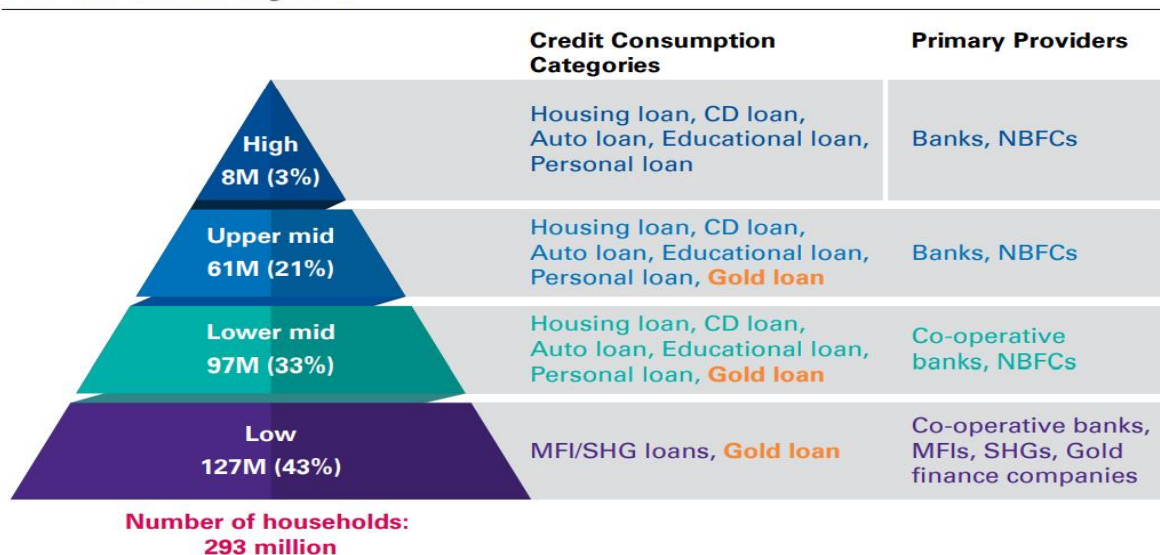 Credit Consumption
Categories
Primary Providers
High
8M (3%)
Housing loan, CD loan,
Auto loan, Educational loan,
Personal loan
Banks, NBFCs
Upper mid
61M (21%)
Housing loan, CD loan,
Auto loan, Educational loan,
Personal loan, Gold loan
Banks, NBFCs
Lower mid
97M (33%)
Housing loan, CD loan,
Auto loan, Educational loan,
Personal loan, Gold loan
Co-operative
banks, NBFCs
Low
127M (43%)
MFI/SHG loans, Gold loan
Co-operative banks,
MFIs, SHGs, Gold
finance companies
Number of households:
293 million